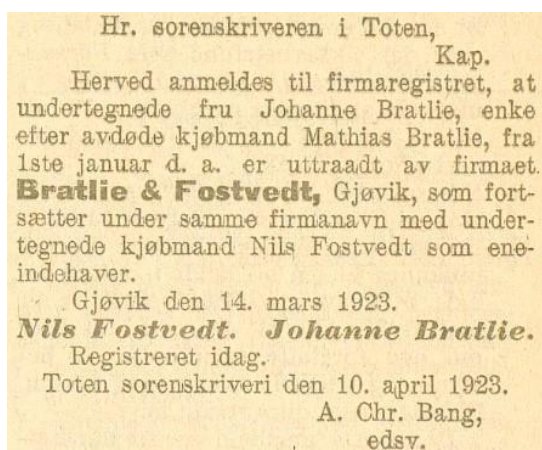 Hr. sorenskriveren i Toten,
Kap.
Herved anmeldes til firmaregistret, at
undertegnede fru Johanne Bratlie, enke
efter avdøde kjøbmand Mathias Bratlie, fra
1ste januar d. a. er uttraadt av firmaet.
Bratlie & Fostvedt, Gjøvik, som fort-
sætter under samme firmanavn med under-
tegnede kjøbmand Nils Fostvedt som ene-
indehaver.
Gjøvik den 14. mars 1923.
Nils Fostvedt. Johanne Bratlie.
Registreret idag.
Toten sorenskriveri den 10. april 1923.
A. Chr. Bang,
edsv.